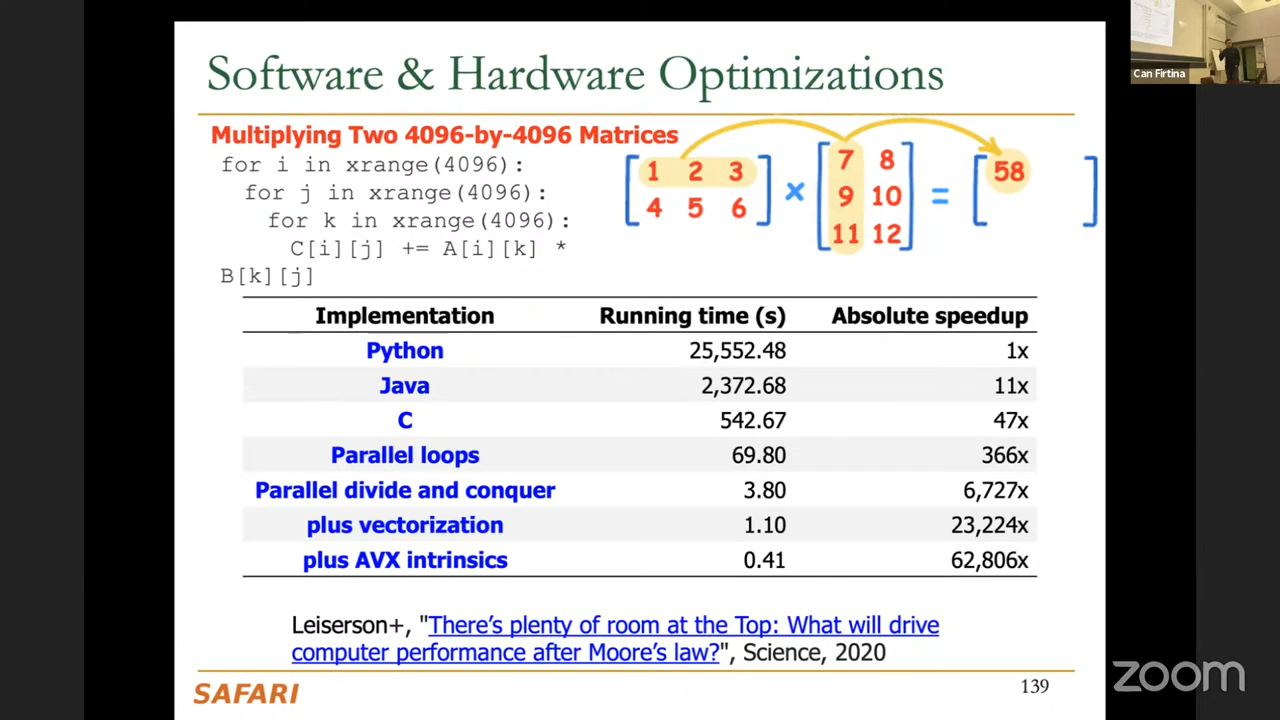 Software & Hardware Optimizations
Can Firtina
Multiplying Two 4096-by-4096 Matrices
for i in xrange(4096):
for j in xrange(4096):
for k in xrange(4096):
C[i][j] += A[i][k] *
B[k][j]
1 2 3
4 5 6
×
7 8
9 10
11 12
=
58
Implementation Running time (s) Absolute speedup
Python 25,552.48 1x
Java 2,372.68 11x
C 542.67 47x
Parallel loops 69.80 366x
Parallel divide and conquer 3.80 6,727x
plus vectorization 1.10 23,224x
plus AVX intrinsics 0.41 62,806x
Leiserson+, "There's plenty of room at the Top: What will drive
computer performance after Moore's law?", Science, 2020
SAFARI
139
zoom